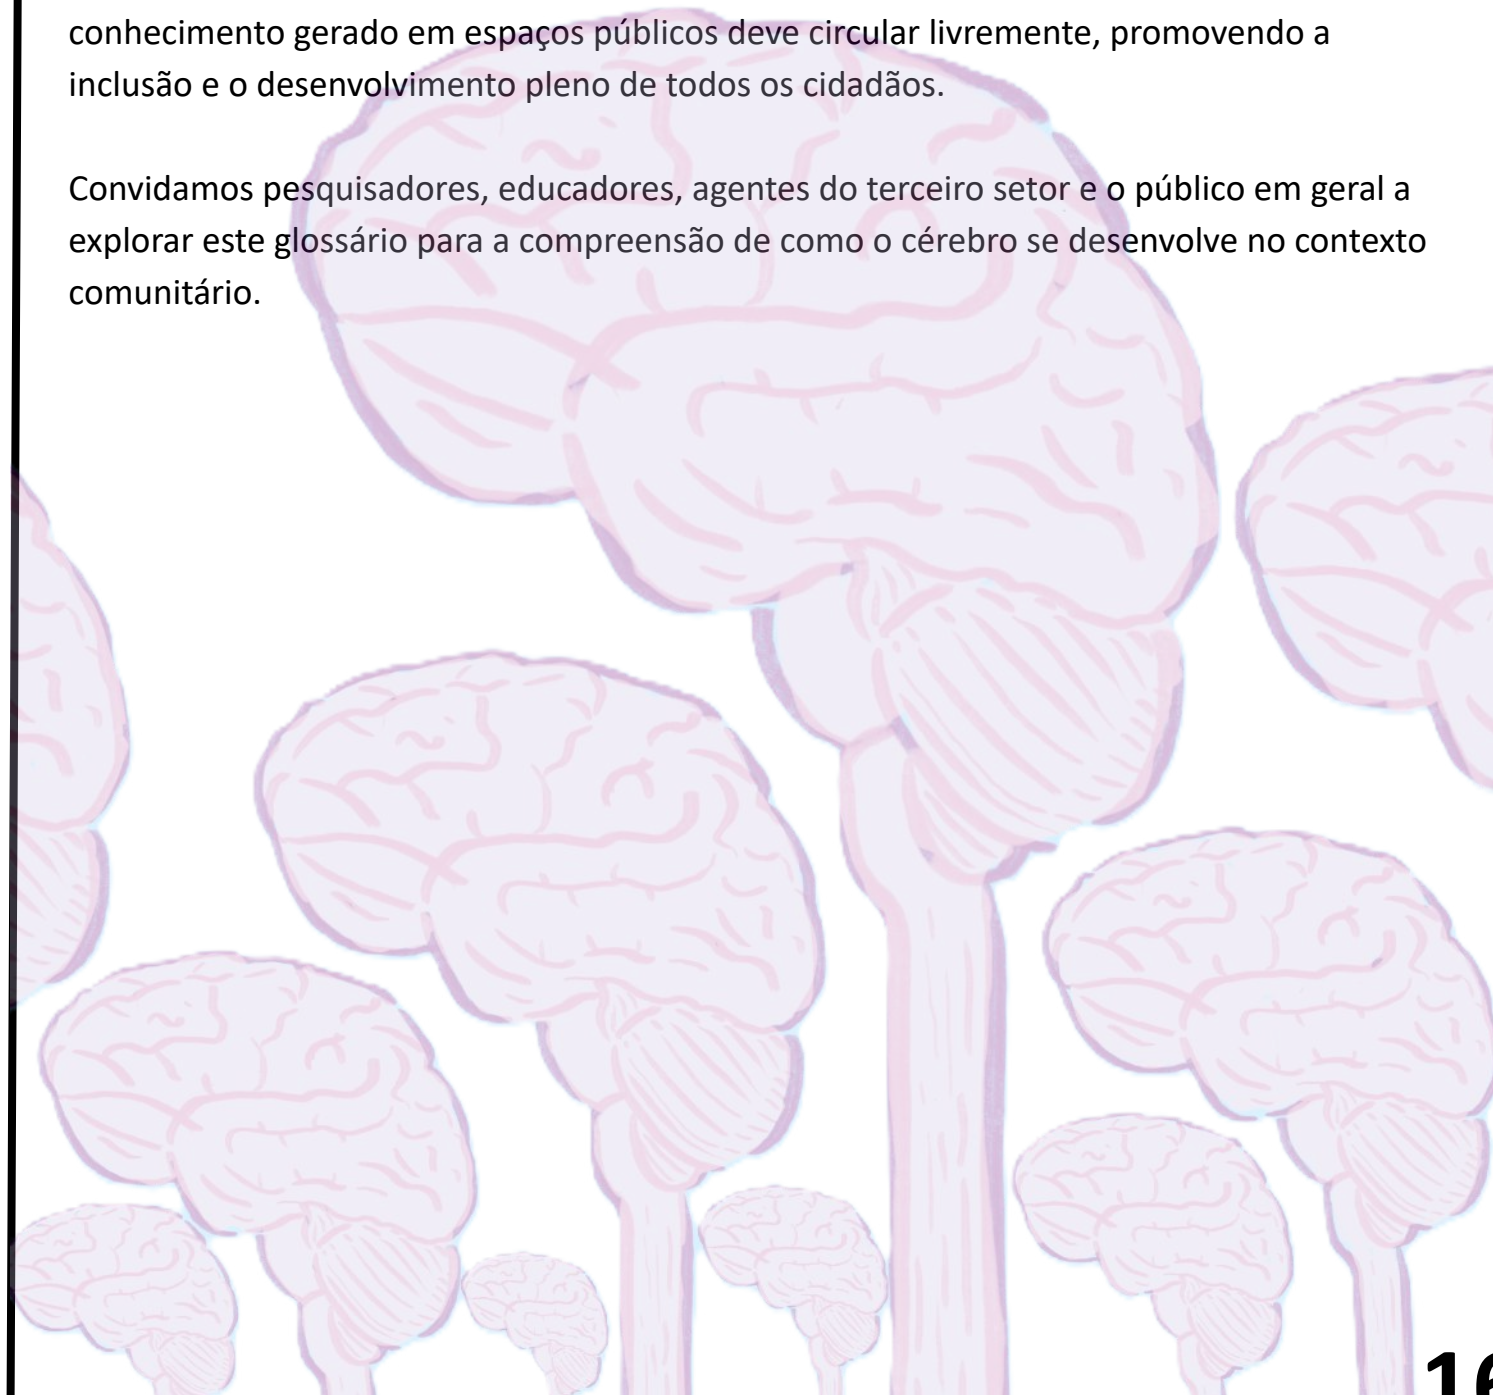 conhecimento gerado em espaços públicos deve circular livremente, promovendo a
inclusão e o desenvolvimento pleno de todos os cidadãos.
Convidamos pesquisadores, educadores, agentes do terceiro setor e o público em geral a
explorar este glossário para a compreensão de como o cérebro se desenvolve no contexto
comunitário.